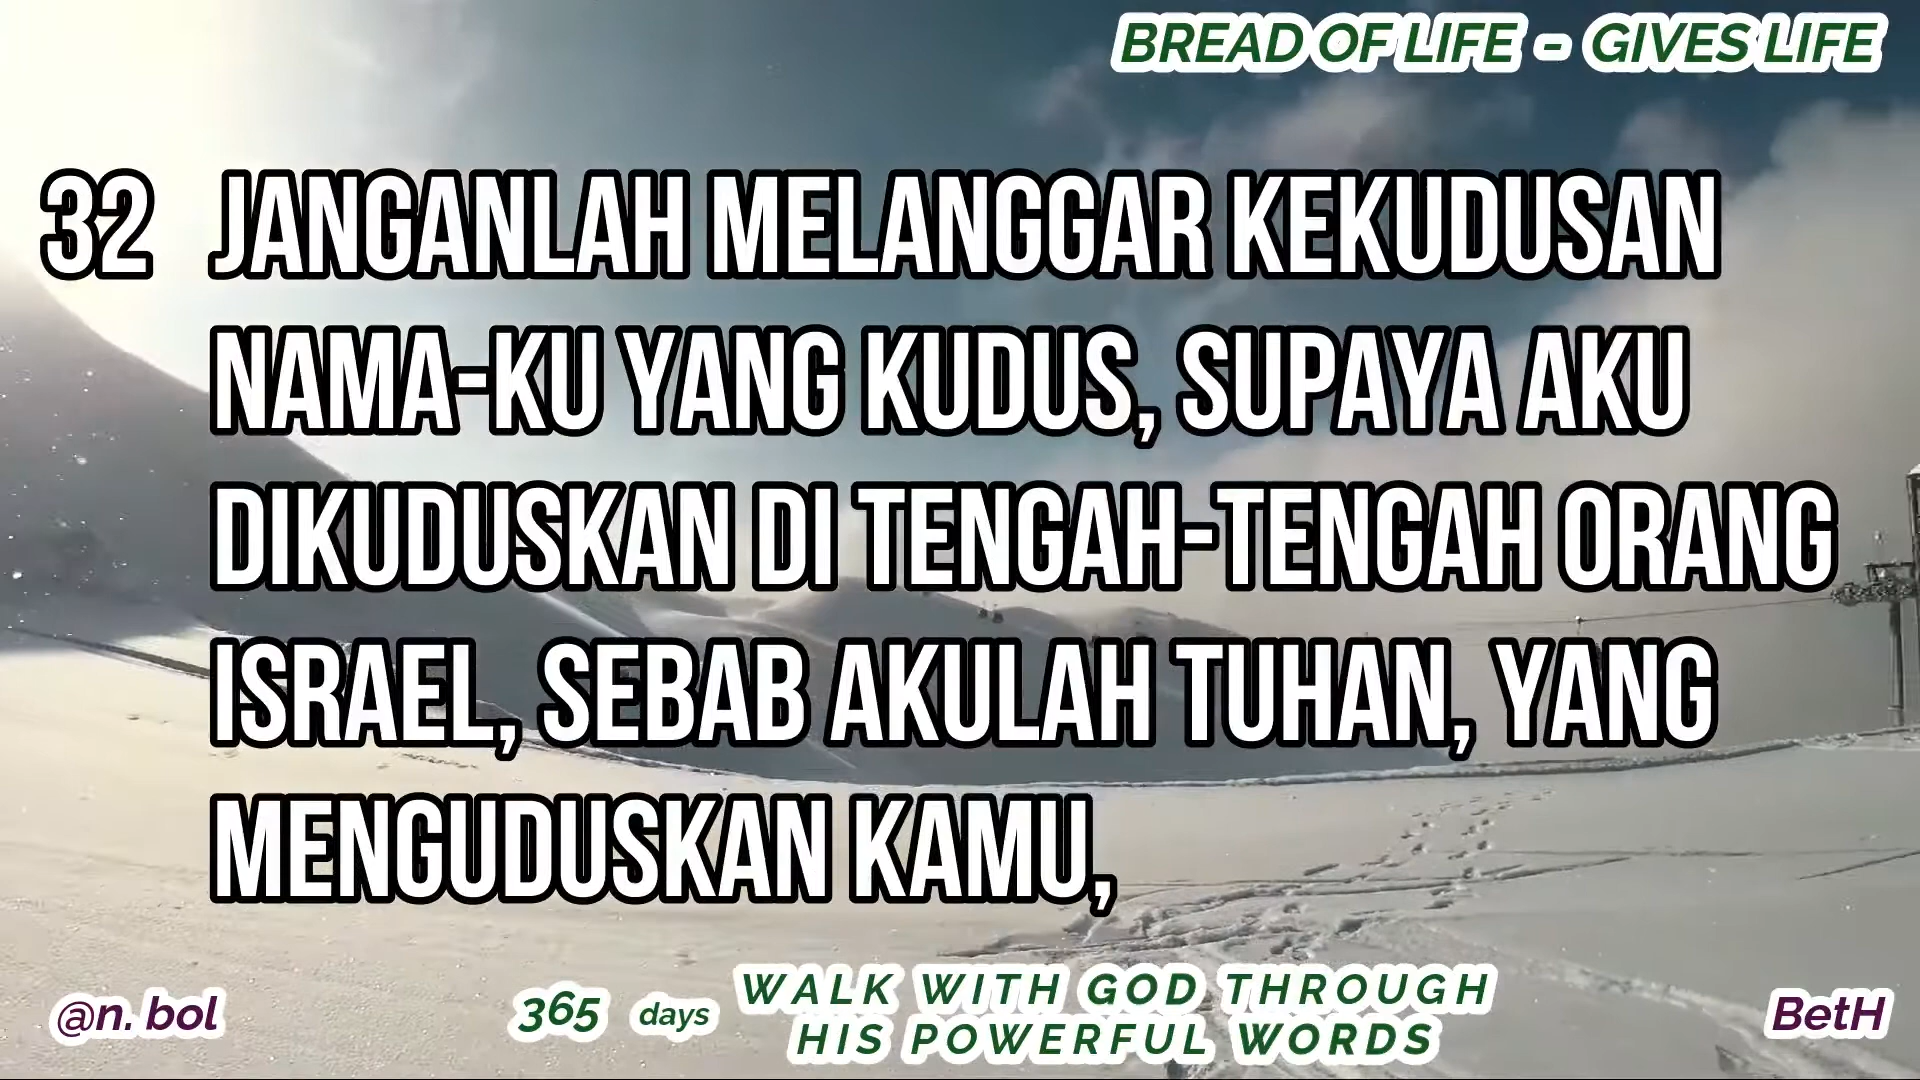 BREAD OF LIFE - GIVES LIFE
32 JANGANLAH MELANGGAR KEKUDUSAN
NAMA-KU YANG KUDUS, SUPAYA AKU
DIKUDUSKAN DI TENGAH-TENGAH ORANG
ISRAEL, SEBAB AKULAH TUHAN, YANG
MENGUDUSKAN KAMU,
@n. bol
365 days
WALK WITH GOD THROUGH
HIS POWERFUL WORDS
BetH